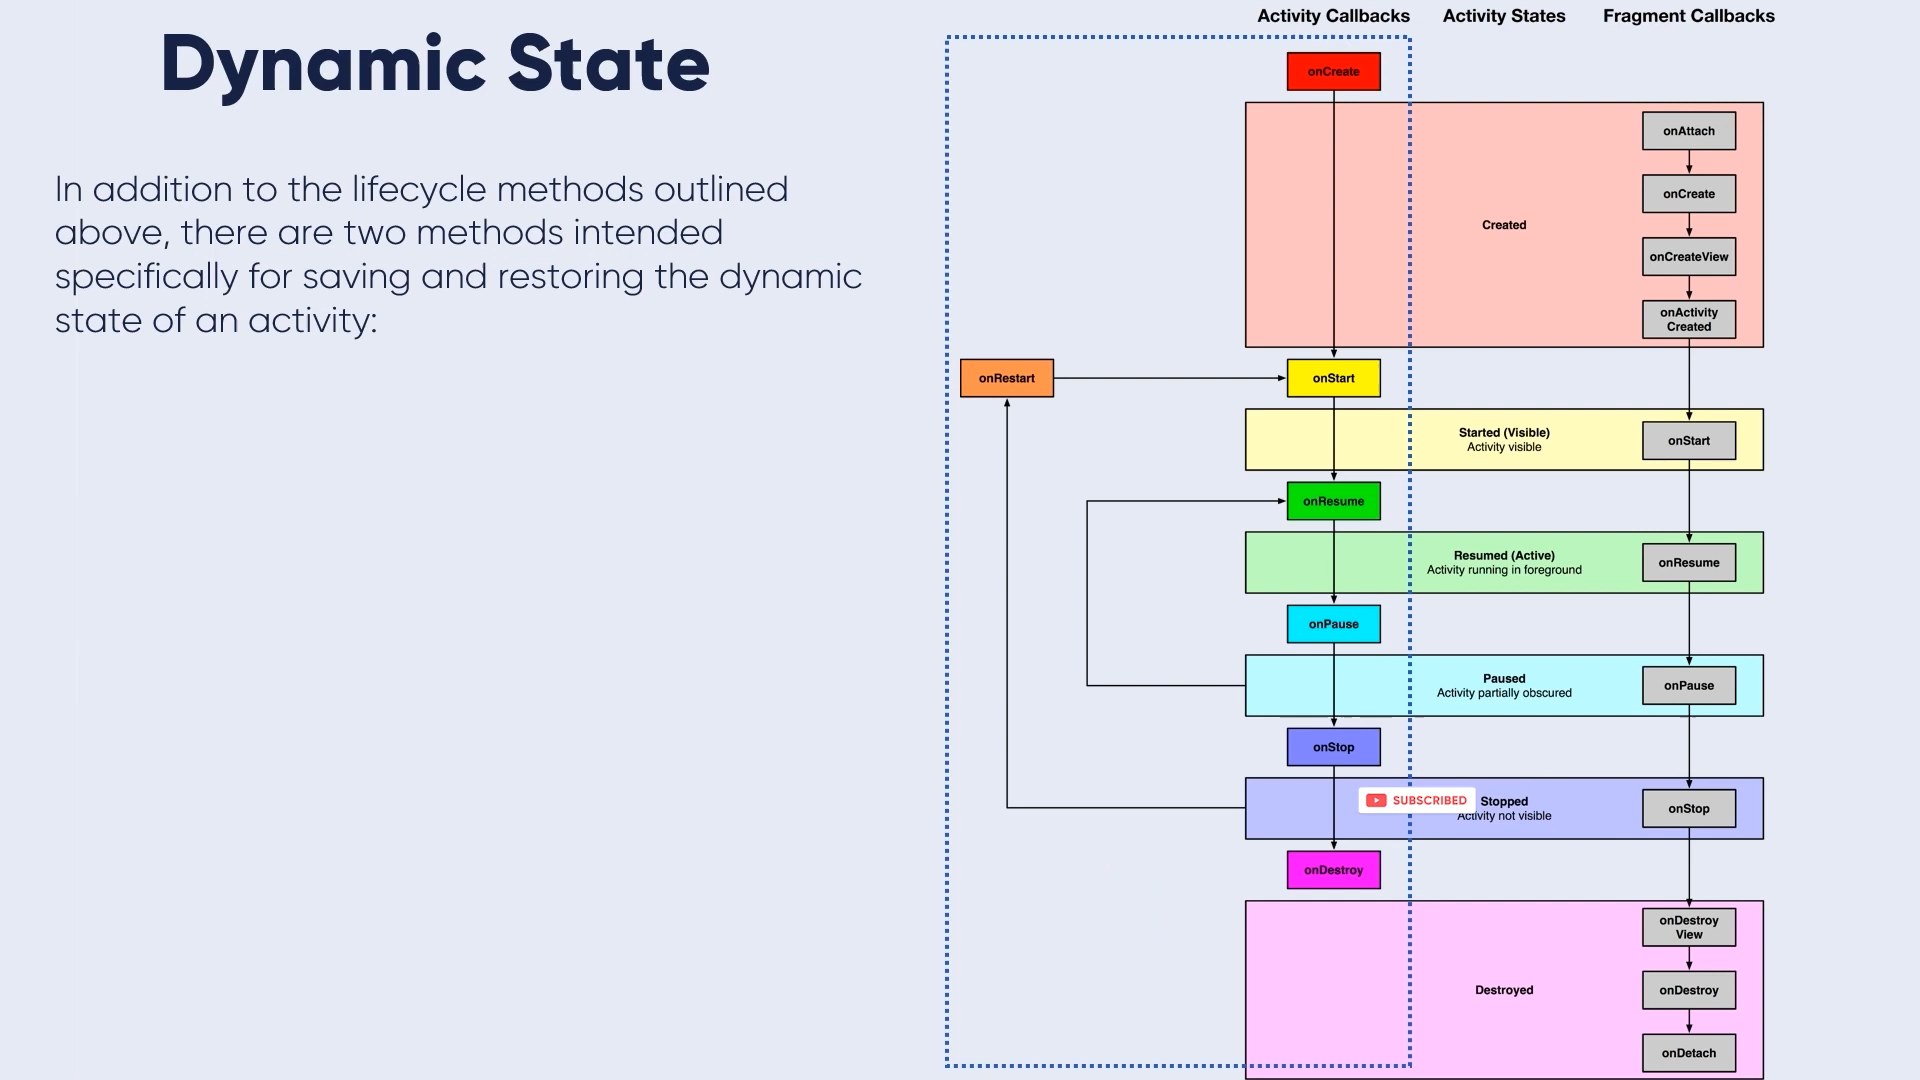 Dynamic State
In addition to the lifecycle methods outlined
above, there are two methods intended
specifically for saving and restoring the dynamic
state of an activity:
Activity Callbacks
Activity States
Fragment Callbacks
onCreate
onAttach
onCreate
Created
onCreateView
onActivity
Created
onRestart
onStart
Started (Visible)
Activity visible
onStart
onResume
Resumed (Active)
Activity running in foreground
onResume
onPause
Paused
Activity partially obscured
onPause
onStop
SUBSCRIBED
Stopped
Activity not visible
onStop
onDestroy
onDestroy
View
Destroyed
onDestroy
onDetach